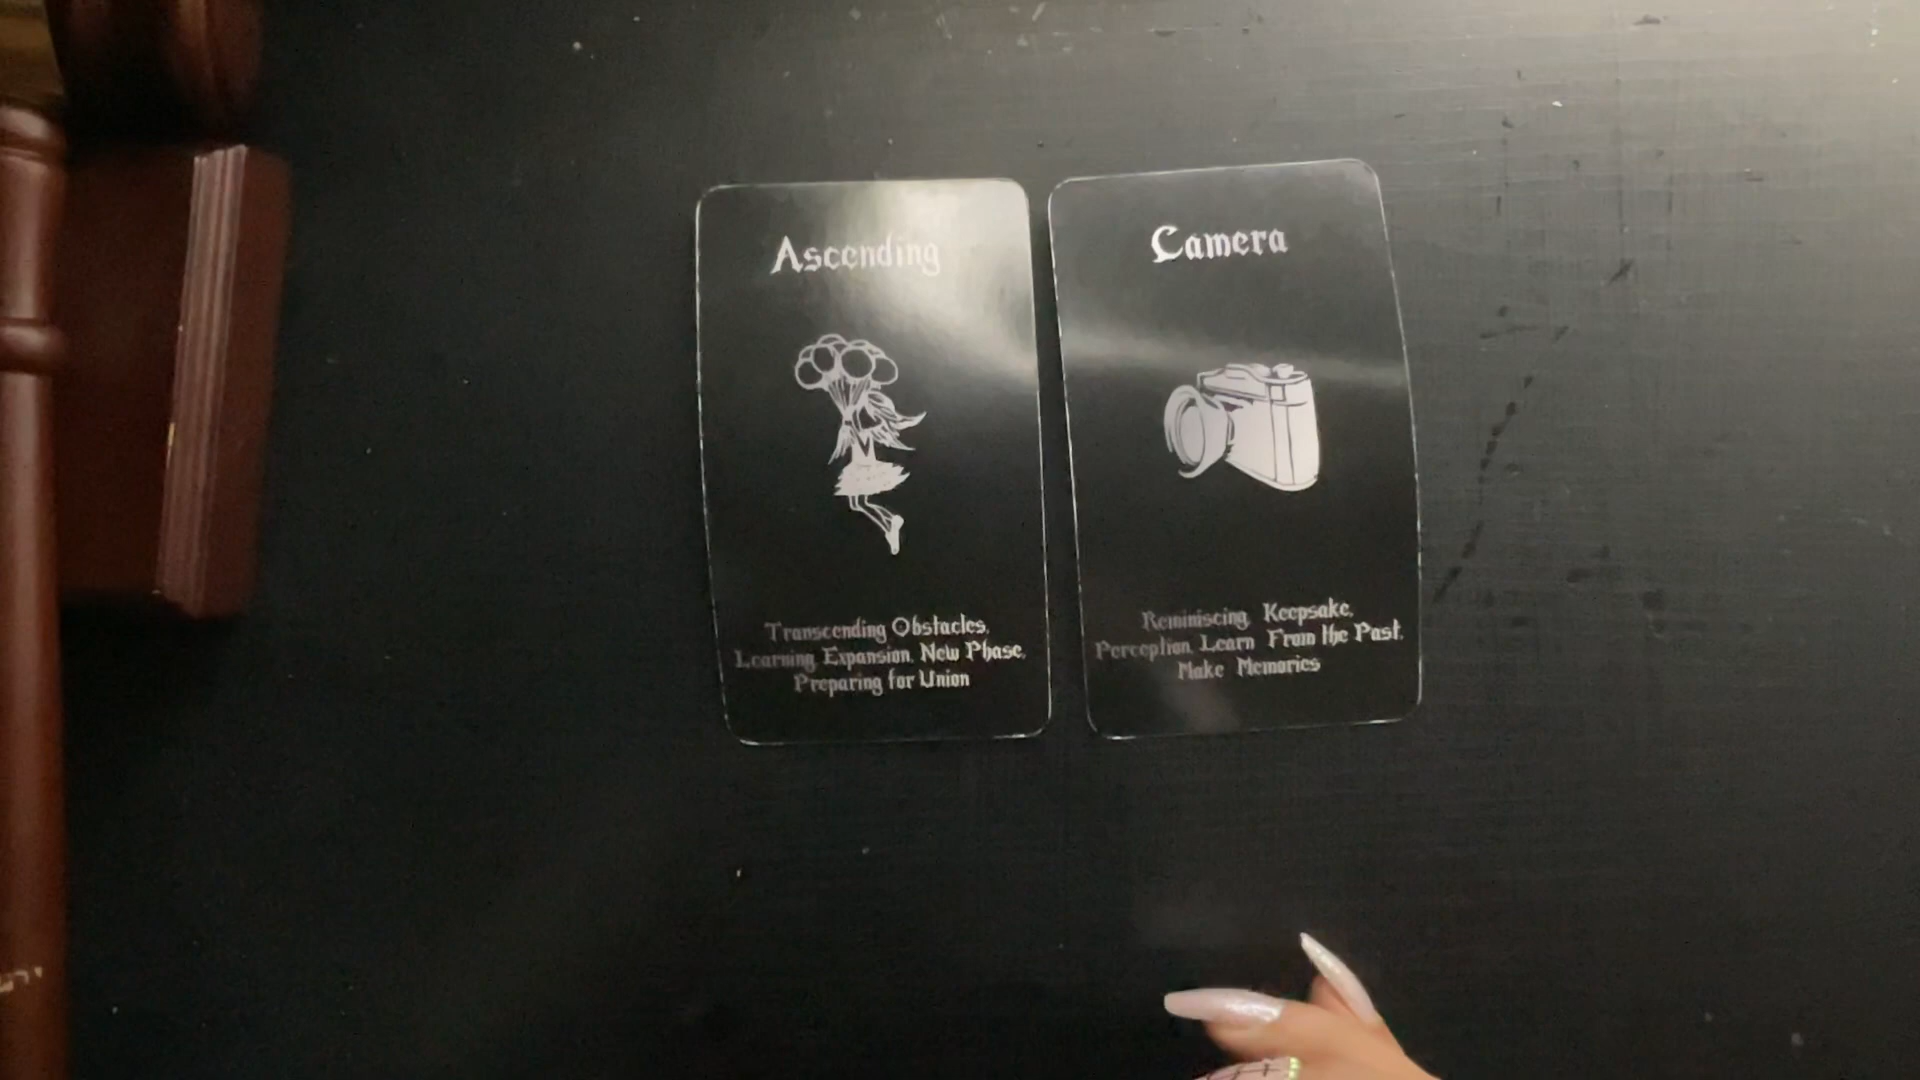 Ascending
Transcending Obstacles,
Learning, Expansion, New Phase,
Preparing for Union
Camera
Reminiscing, Keepsake,
Perception, Learn From the Past,
Make Memories